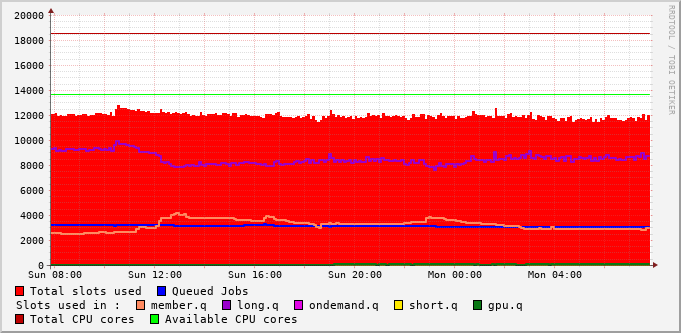 RRDTOOL / TOBI OETIKER
20000
18000
16000
14000
12000
10000
8000
6000
4000
2000
0
Sun 08:00 Sun 12:00 Sun 16:00 Sun 20:00 Mon 00:00 Mon 04:00
Total slots used Queued Jobs
Slots used in : member.q long.q ondemand.q short.q gpu.q
Total CPU cores Available CPU cores